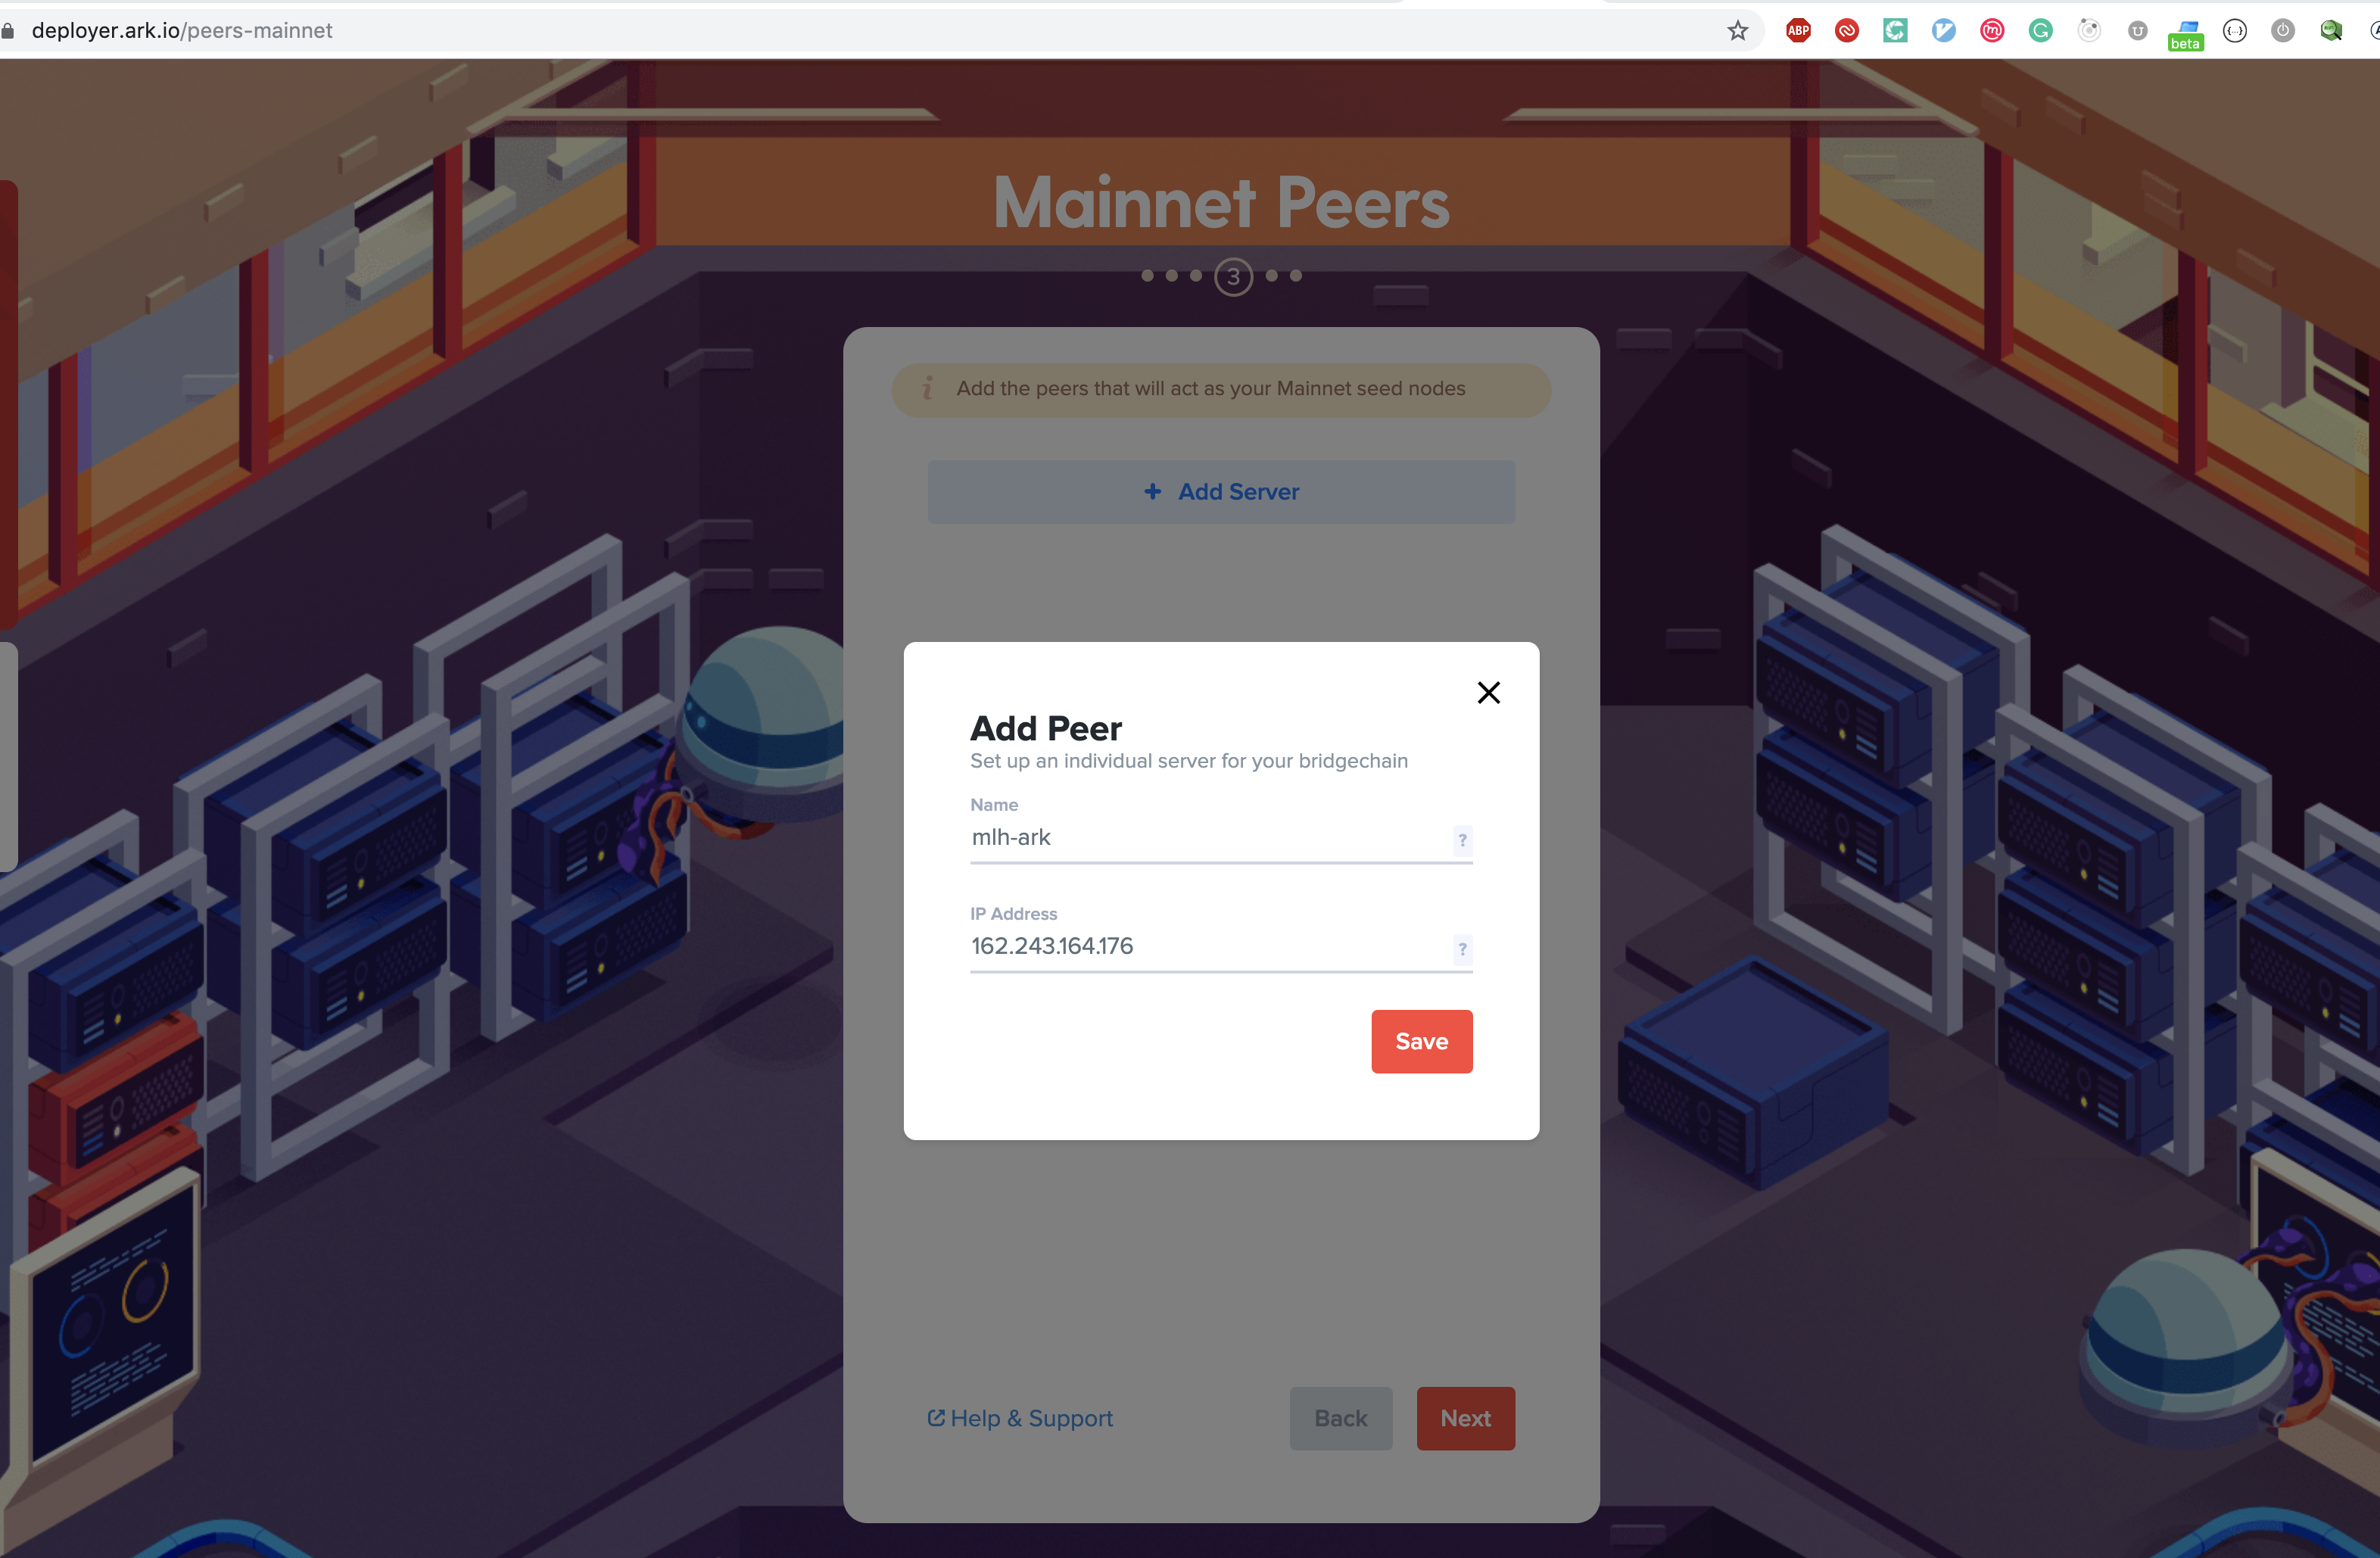 deployer.ark.io/peers-mainnet
ABP
beta
Mainnet Peers
3
i Add the peers that will act as your Mainnet seed nodes
+ Add Server
Add Peer
Set up an individual server for your bridgechain
Name
mlh-ark
?
IP Address
162.243.164.176
?
Save
Help & Support
Back
Next